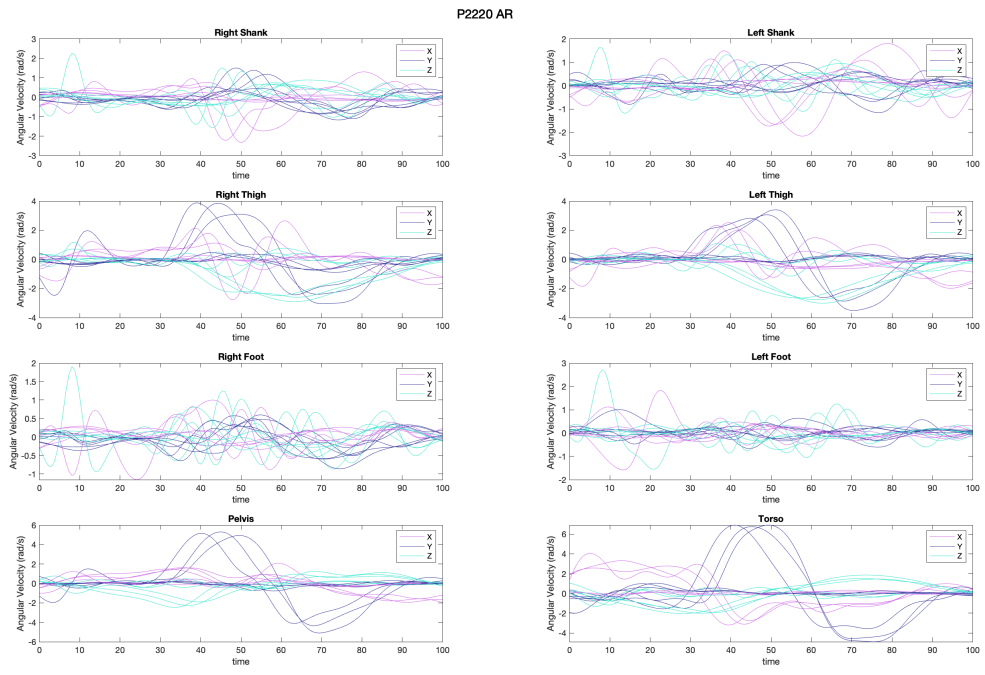 P2220 AR
Right Shank
Angular Velocity (rad/s)
3
2
1
0
-1
-2
-3
0 10 20 30 40 50 60 70 80 90 100
time
X
Y
Z
Left Shank
Angular Velocity (rad/s)
2
1
0
-1
-2
-3
0 10 20 30 40 50 60 70 80 90 100
time
X
Y
Z
Right Thigh
Angular Velocity (rad/s)
4
2
0
-2
-4
0 10 20 30 40 50 60 70 80 90 100
time
X
Y
Z
Left Thigh
Angular Velocity (rad/s)
4
2
0
-2
-4
0 10 20 30 40 50 60 70 80 90 100
time
X
Y
Z
Right Foot
Angular Velocity (rad/s)
2
1.5
1
0.5
0
-0.5
-1
0 10 20 30 40 50 60 70 80 90 100
time
X
Y
Z
Left Foot
Angular Velocity (rad/s)
3
2
1
0
-1
-2
0 10 20 30 40 50 60 70 80 90 100
time
X
Y
Z
Pelvis
Angular Velocity (rad/s)
6
4
2
0
-2
-4
-6
0 10 20 30 40 50 60 70 80 90 100
time
X
Y
Z
Torso
Angular Velocity (rad/s)
6
4
2
0
-2
-4
0 10 20 30 40 50 60 70 80 90 100
time
X
Y
Z